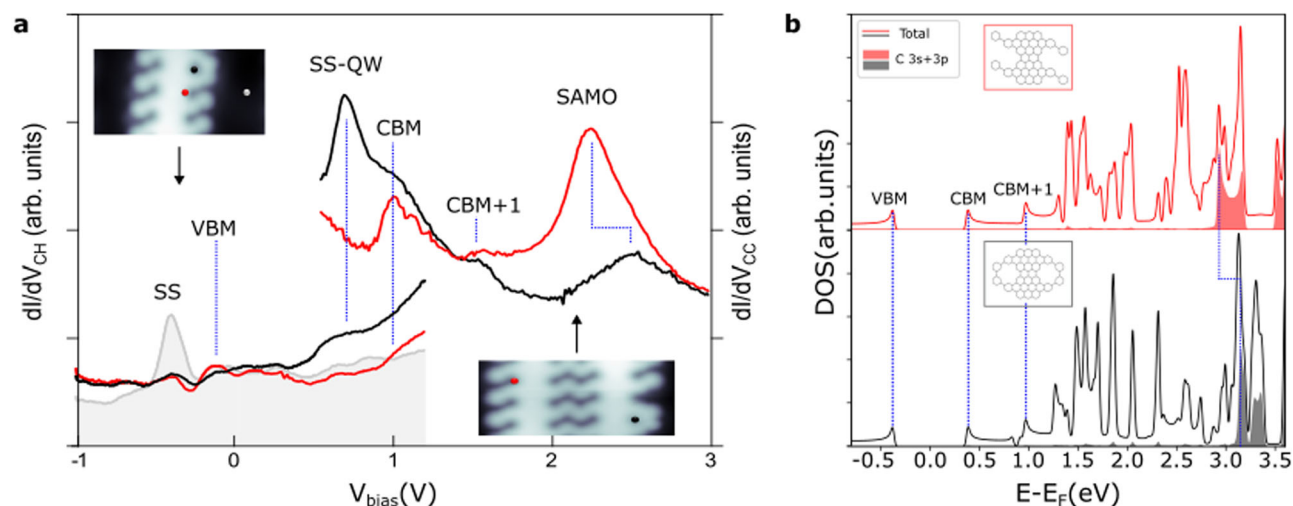 a
dI/dV_CH (arb. units)
SS
VBM
SS-QW
CBM
CBM+1
SAMO
dI/dV_CC (arb. units)
-1
0
1
2
3
V_bias(V)
b
Total
C 3s+3p
VBM
CBM
CBM+1
DOS(arb.units)
-0.5
0.0
0.5
1.0
1.5
2.0
2.5
3.0
3.5
E-E_F(eV)